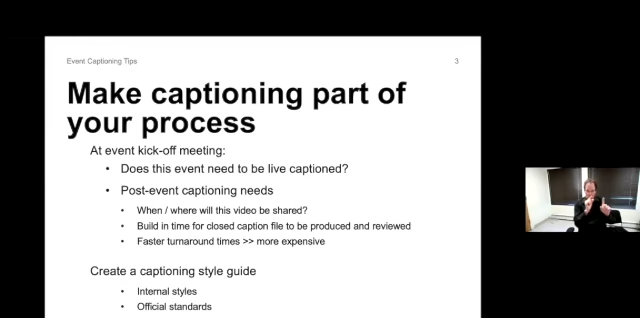 Event Captioning Tips 3
Make captioning part of
your process
At event kick-off meeting:
• Does this event need to be live captioned?
• Post-event captioning needs
• When / where will this video be shared?
• Build in time for closed caption file to be produced and reviewed
• Faster turnaround times >> more expensive
Create a captioning style guide
• Internal styles
• Official standards